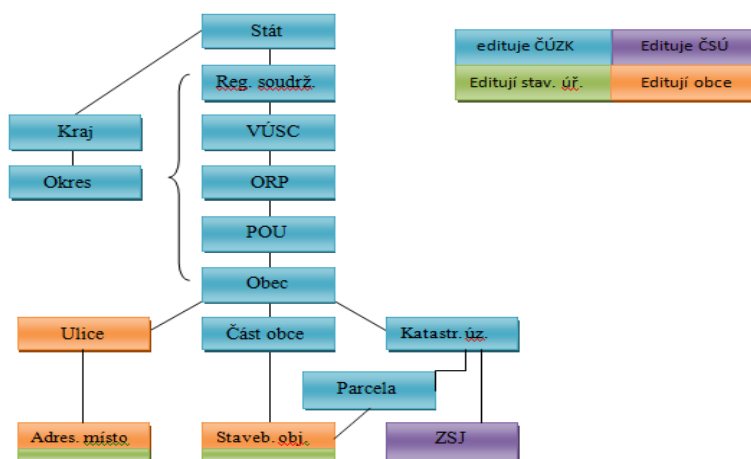 Stát
edituje ČÚZK
Edituje ČSÚ
Reg. soudrž.
Editují stav. úř.
Editují obce
Kraj
VÚSC
Okres
ORP
POU
Obec
Ulice
Část obce
Katastr. úz.
Parcela
Adres. místo
Staveb. obj.
ZSJ